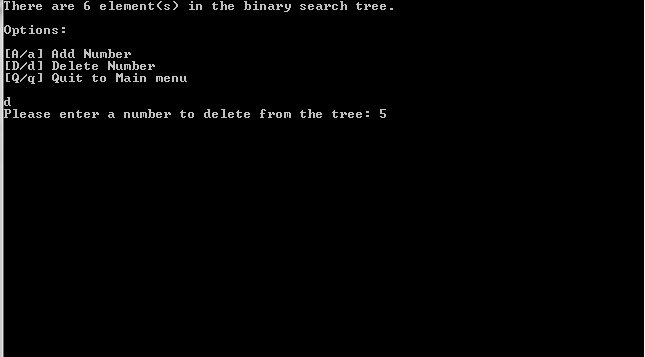 There are 6 element(s) in the binary search tree.
Options:
[A/a] Add Number
[D/d] Delete Number
[Q/q] Quit to Main menu
d
Please enter a number to delete from the tree: 5